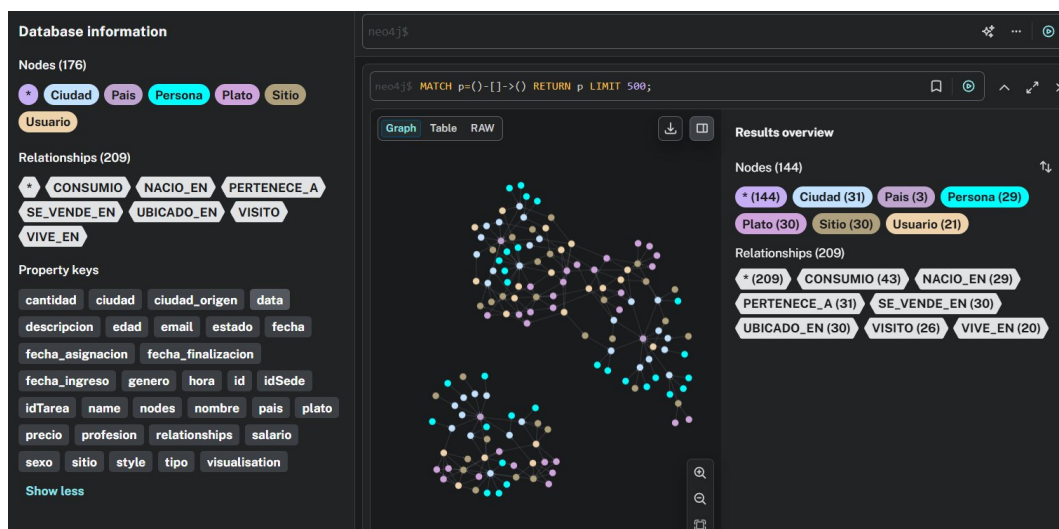 Database information
Nodes (176)
* Ciudad Pais Persona Plato Sitio
Usuario
Relationships (209)
* CONSUMIO NACIO_EN PERTENECE_A
SE_VENDE_EN UBICADO_EN VISITO
VIVE_EN
Property keys
cantidad ciudad ciudad_origen data
descripcion edad email estado fecha
fecha_asignacion fecha_finalizacion
fecha_ingreso genero hora id idSede
idTarea name nodes nombre pais plato
precio profesion relationships salario
sexo sitio style tipo visualisation
Show less
neo4j$
neo4j$ MATCH p=()-[]->() RETURN p LIMIT 500;
Graph Table RAW
Results overview
Nodes (144)
* (144) Ciudad (31) Pais (3) Persona (29)
Plato (30) Sitio (30) Usuario (21)
Relationships (209)
* (209) CONSUMIO (43) NACIO_EN (29)
PERTENECE_A (31) SE_VENDE_EN (30)
UBICADO_EN (30) VISITO (26) VIVE_EN (20)